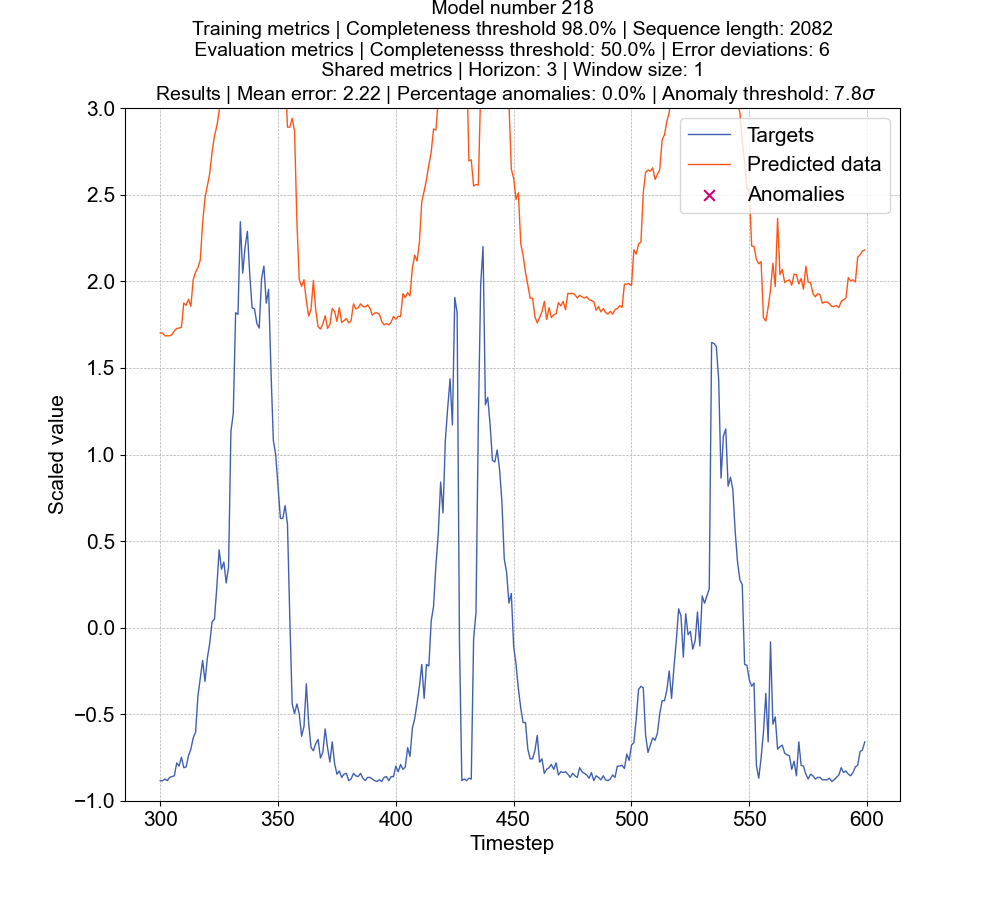 Model number 218
Training metrics | Completeness threshold 98.0% | Sequence length: 2082
Evaluation metrics | Completenesss threshold: 50.0% | Error deviations: 6
Shared metrics | Horizon: 3 | Window size: 1
Results | Mean error: 2.22 | Percentage anomalies: 0.0% | Anomaly threshold: 7.8σ
Targets
Predicted data
Anomalies
3.0
2.5
2.0
1.5
1.0
0.5
0.0
−0.5
−1.0
Scaled value
300
350
400
450
500
550
600
Timestep